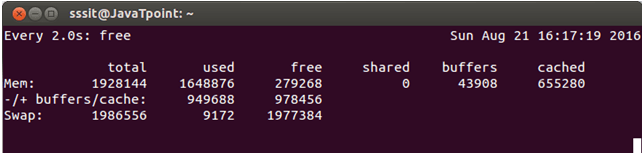 sssit@JavaTpoint: ~
Every 2.0s: free Sun Aug 21 16:17:19 2016
total used free shared buffers cached
Mem: 1928144 1648876 279268 0 43908 655280
-/+ buffers/cache: 949688 978456
Swap: 1986556 9172 1977384